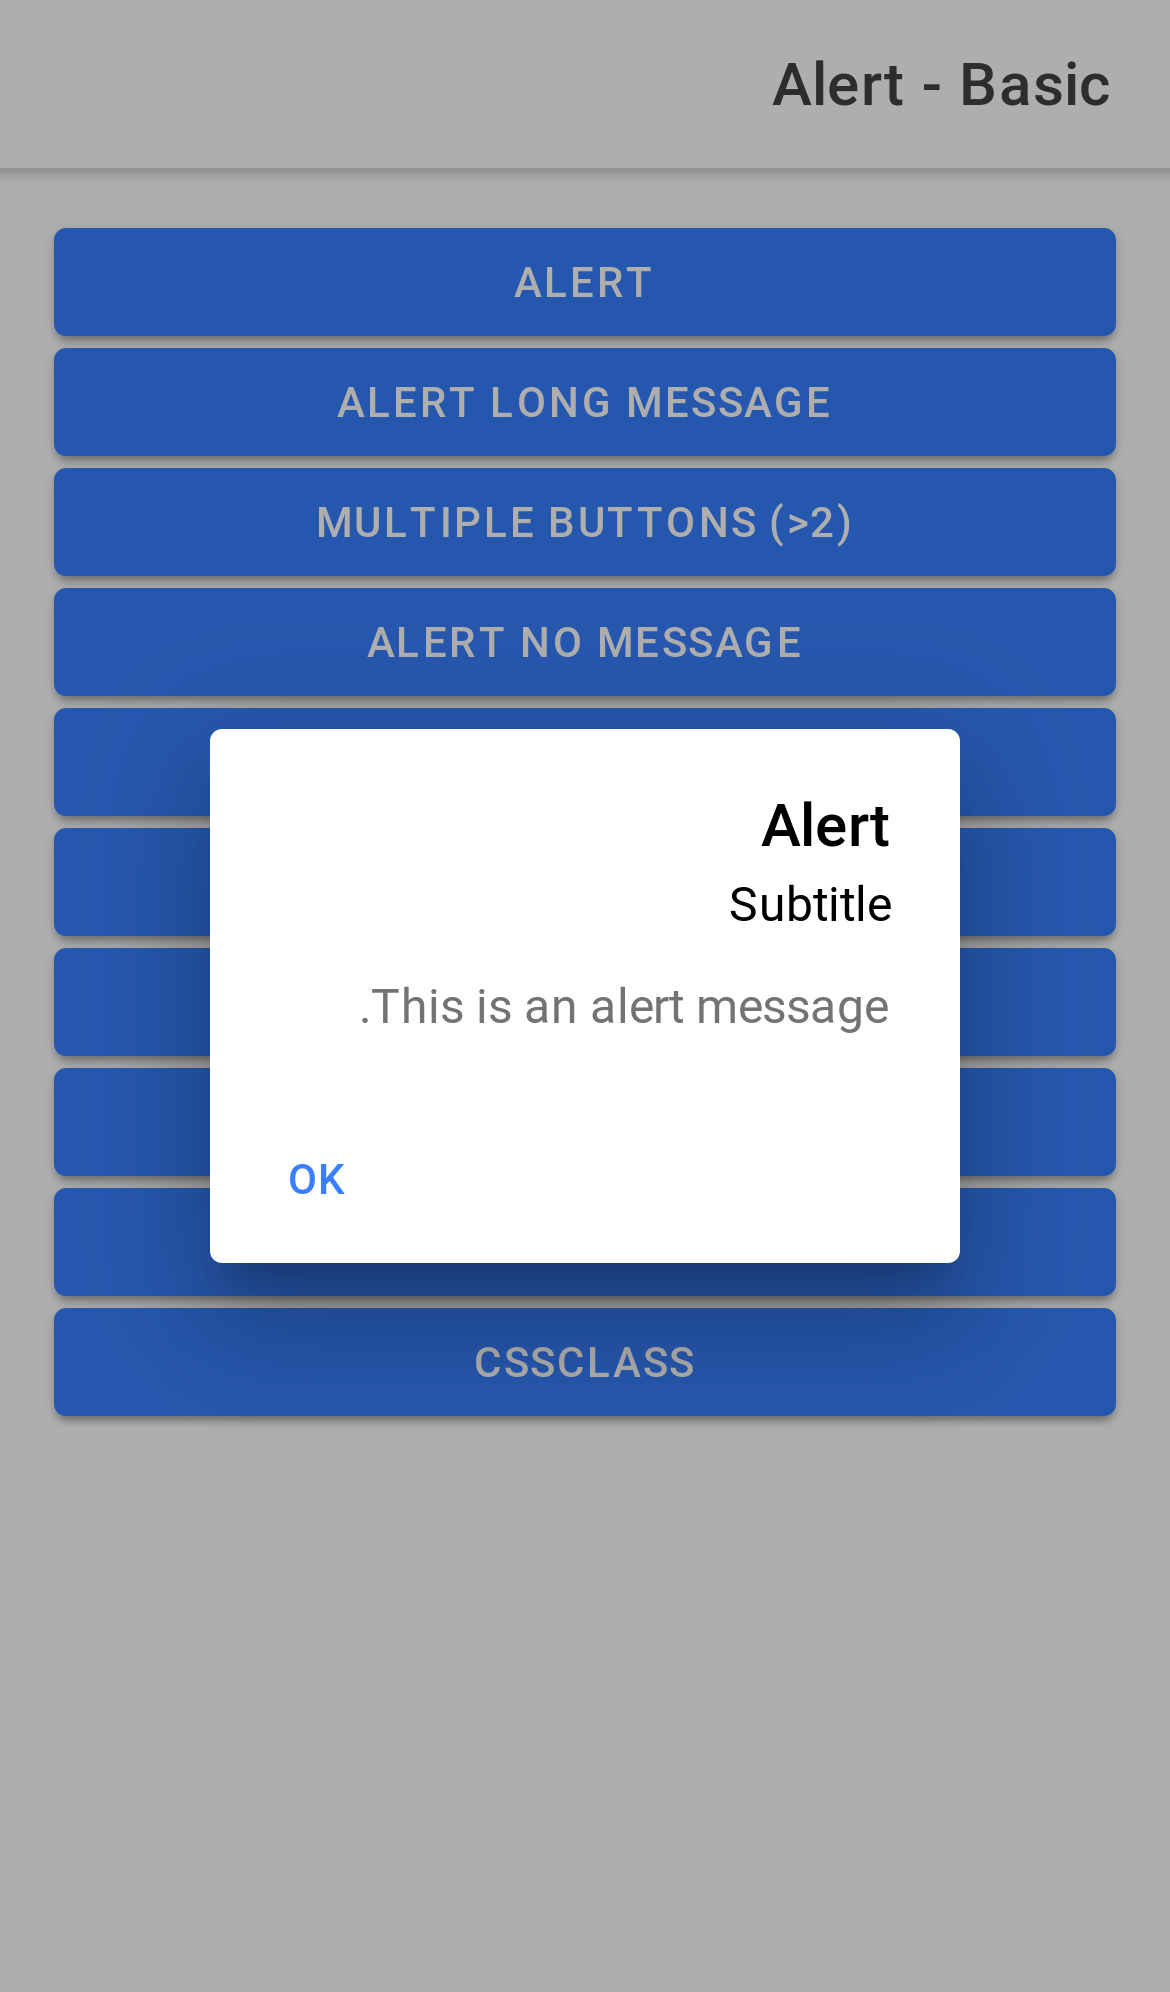 Alert - Basic
ALERT
ALERT LONG MESSAGE
MULTIPLE BUTTONS (>2)
ALERT NO MESSAGE
Alert
Subtitle
.This is an alert message
OK
CSSCLASS